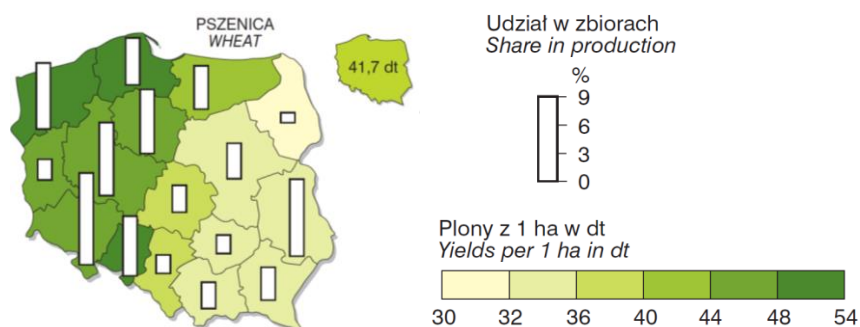 PSZENICA
WHEAT
41,7 dt
Udział w zbiorach
Share in production
%
9
6
3
0
Plony z 1 ha w dt
Yields per 1 ha in dt
30 32 36 40 44 48 54